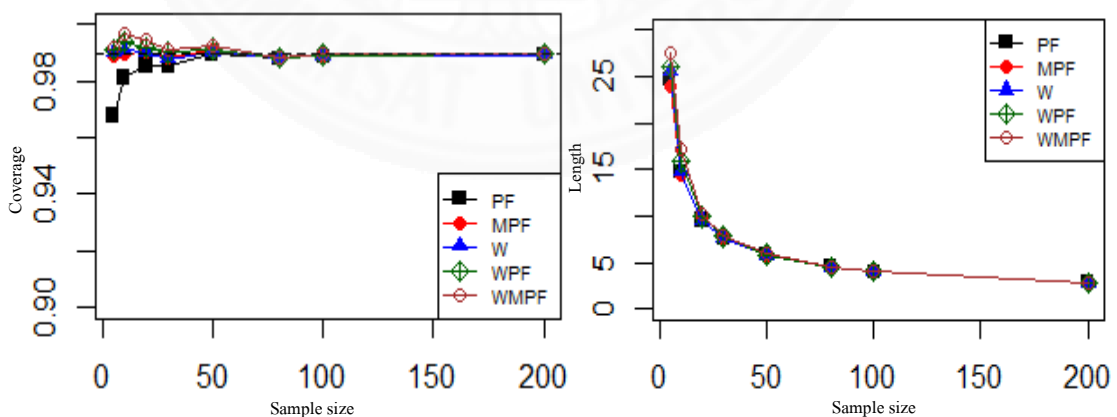 Coverage
0.98
0.94
0.90
PF
MPF
W
WPF
WMPF
0 50 100 150 200
Sample size
Length
25
15
5
0
PF
MPF
W
WPF
WMPF
0 50 100 150 200
Sample size